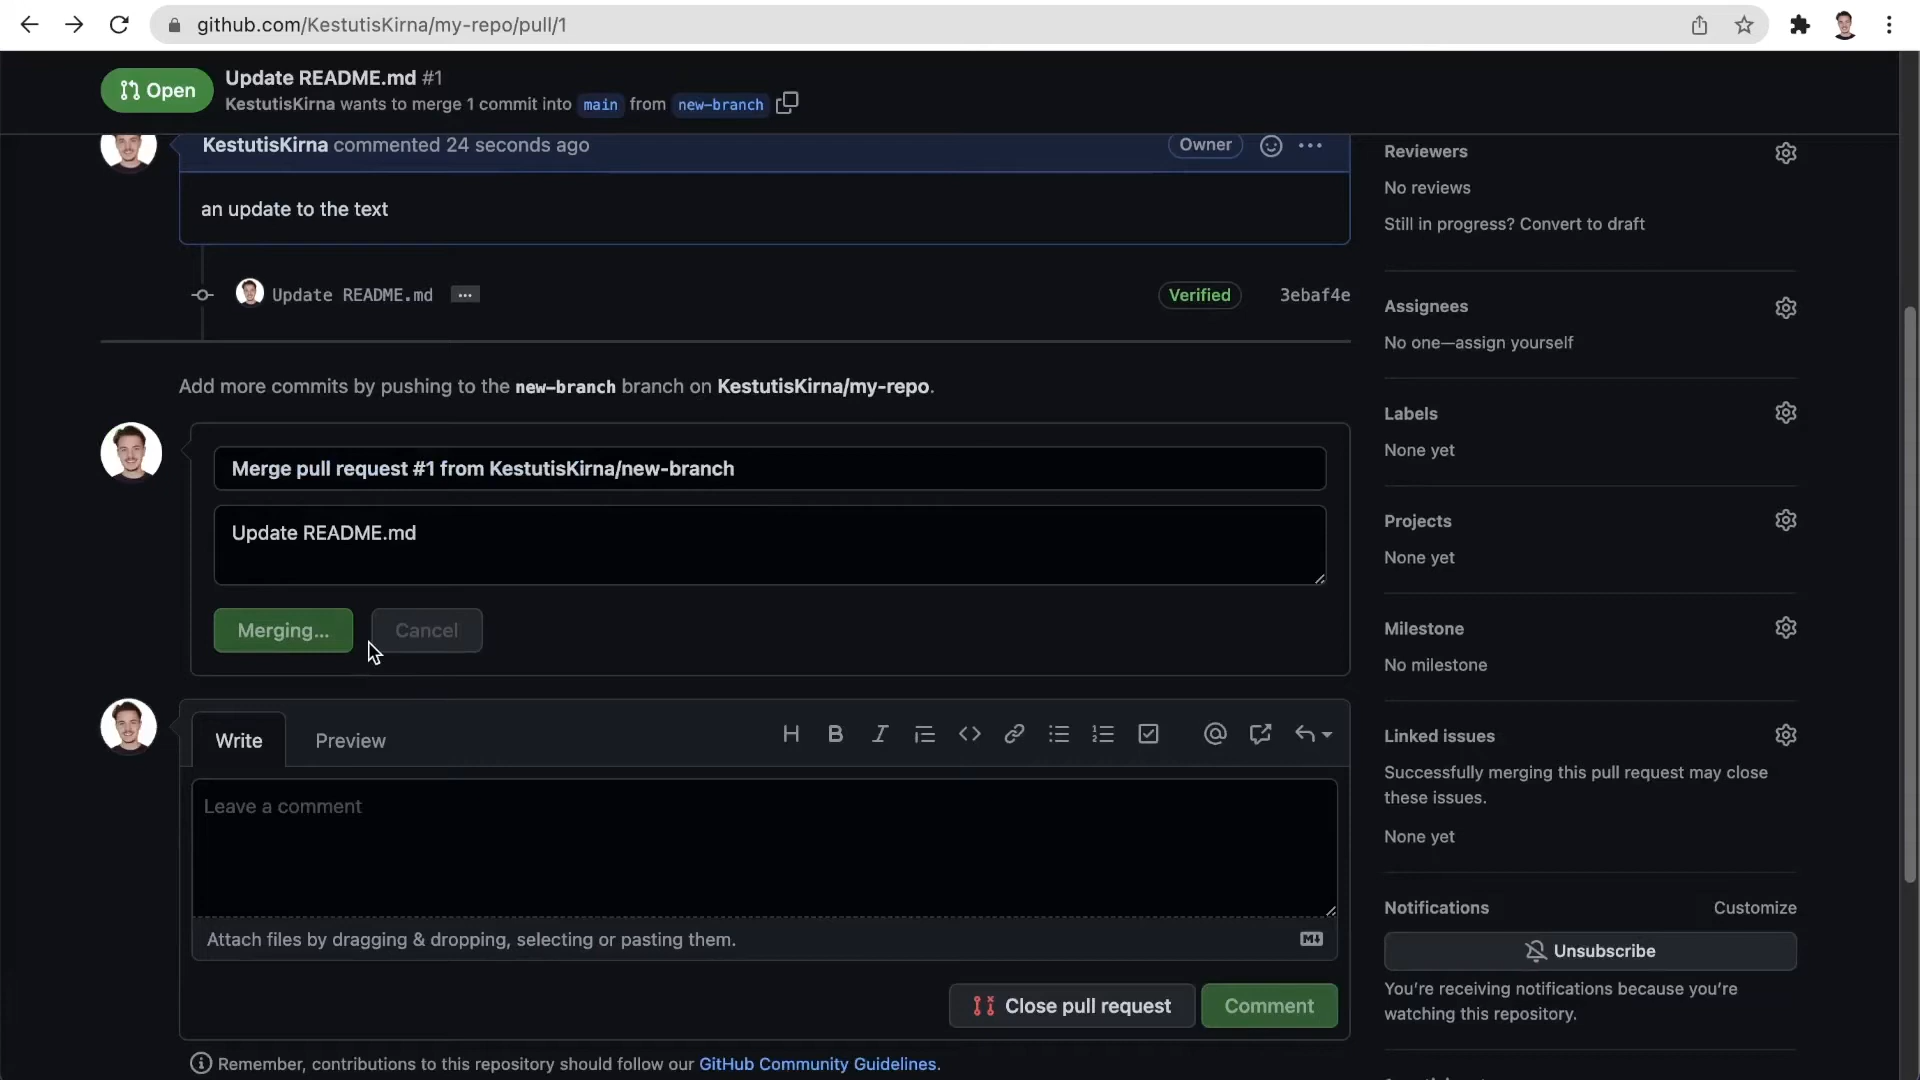 github.com/KestutisKirna/my-repo/pull/1
Open
Update README.md #1
KestutisKirna wants to merge 1 commit into main from new-branch
KestutisKirna commented 24 seconds ago
Owner
an update to the text
Update README.md
Verified
3ebaf4e
Add more commits by pushing to the new-branch branch on KestutisKirna/my-repo.
Merge pull request #1 from KestutisKirna/new-branch
Update README.md
Merging...
Cancel
Write
Preview
Leave a comment
Attach files by dragging & dropping, selecting or pasting them.
Close pull request
Comment
Remember, contributions to this repository should follow our GitHub Community Guidelines.
Reviewers
No reviews
Still in progress? Convert to draft
Assignees
No one—assign yourself
Labels
None yet
Projects
None yet
Milestone
No milestone
Linked issues
Successfully merging this pull request may close
these issues.
None yet
Notifications
Customize
Unsubscribe
You're receiving notifications because you're
watching this repository.